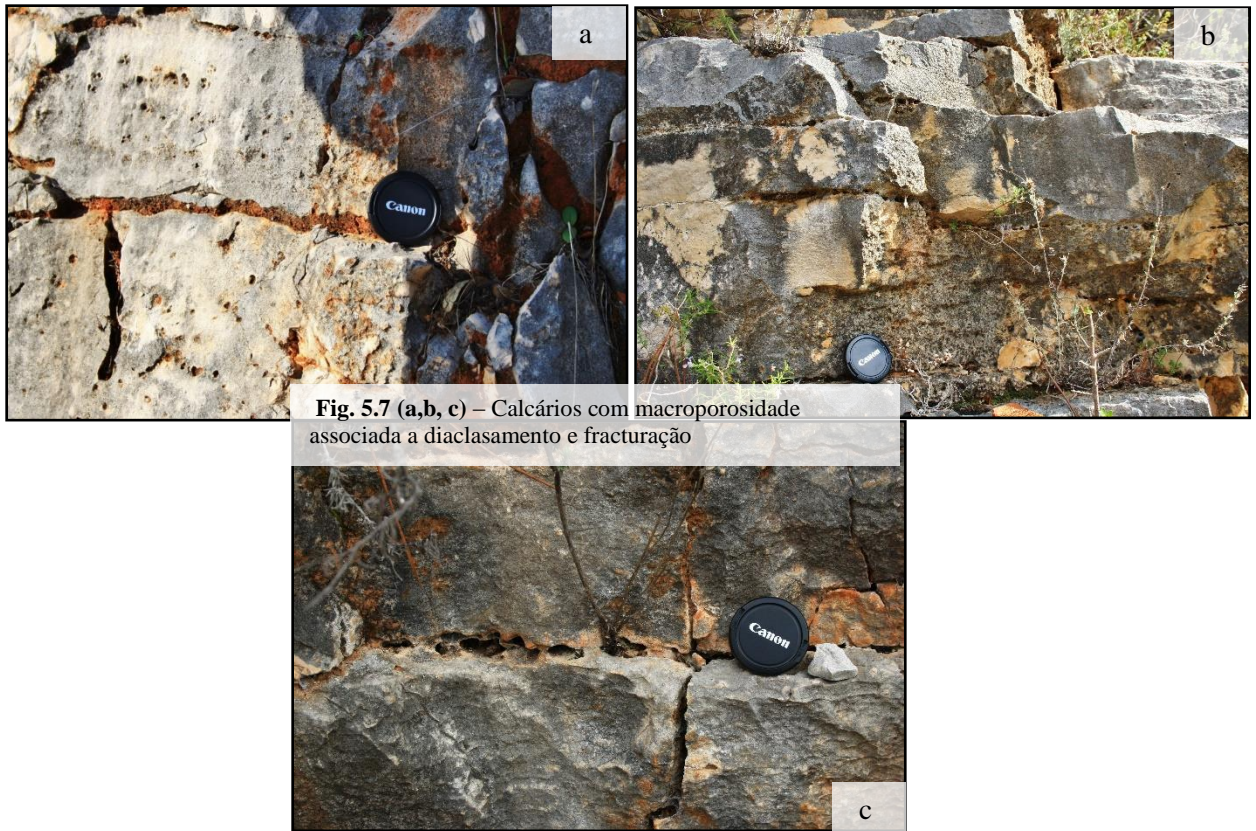 a
b
Canon
Canon
Fig. 5.7 (a,b, c) – Calcários com macroporosidade
associada a diaclasamento e fracturação
Canon
c